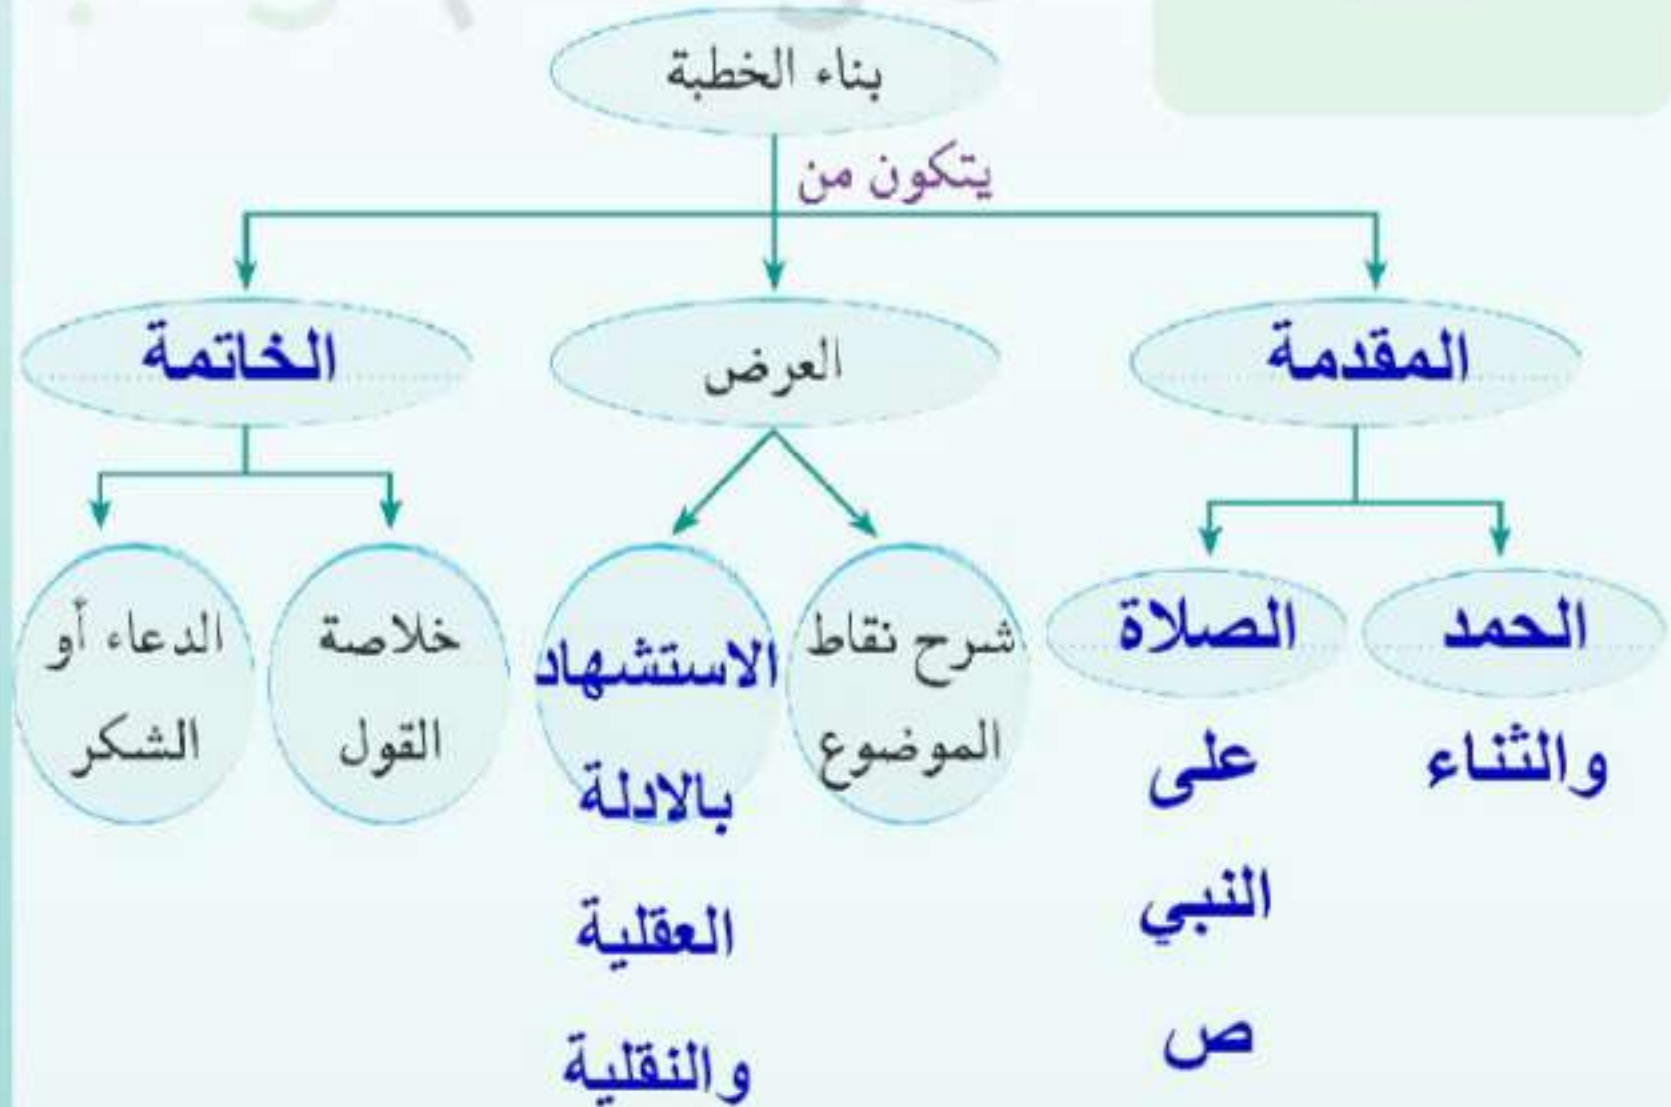 بناء الخطبة
يتكون من
المقدمة
العرض
الخاتمة
الحمد
والثناء
الصلاة
على
النبي
ص
شرح نقاط
الموضوع
الاستشهاد
بالادلة
العقلية
والنقلية
خلاصة
القول
الدعاء أو
الشكر